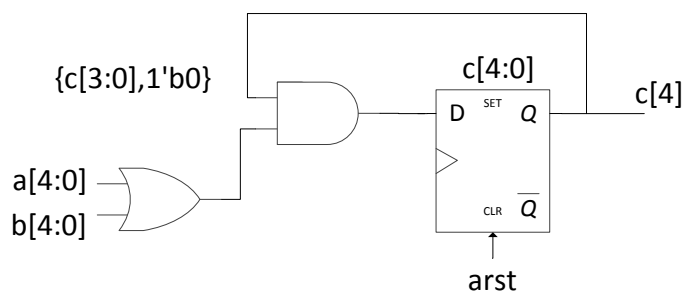 c[4:0]
{c[3:0],1'b0}
c[4]
D SET Q
a[4:0]
b[4:0]
CLR Q
arst